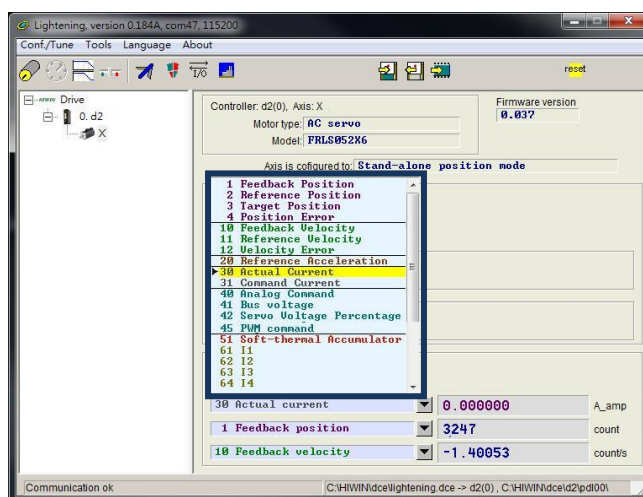 Lightening, version 0.184A, com47, 115200
Conf./Tune Tools Language About
I/O
reset
Drive
0. d2
X
Controller: d2(0), Axis: X
Firmware version
0.037
Motor type: AC servo
Model: FRLS052X6
Axis is cofigured to: Stand-alone position mode
1 Feedback Position
2 Reference Position
3 Target Position
4 Position Error
10 Feedback Velocity
11 Reference Velocity
12 Velocity Error
20 Reference Acceleration
30 Actual Current
31 Command Current
40 Analog Command
41 Bus voltage
42 Servo Voltage Percentage
45 PWM command
51 Soft-thermal Accumulator
61 I1
62 I2
63 I3
64 I4
30 Actual current 0.000000 A_amp
1 Feedback position 3247 count
10 Feedback velocity -1.40053 count/s
Communication ok
C:\HIWIN\dce\lightening.dce -> d2(0) , C:\HIWIN\dce\d2\pdl00\